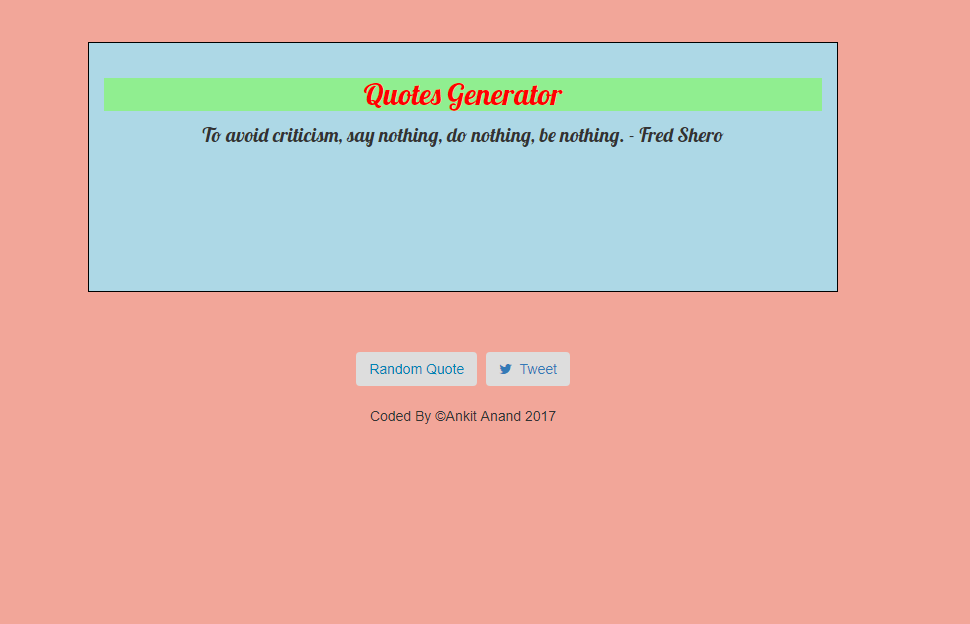 Quotes Generator
To avoid criticism, say nothing, do nothing, be nothing. - Fred Shero
Random Quote
Tweet
Coded By ©Ankit Anand 2017